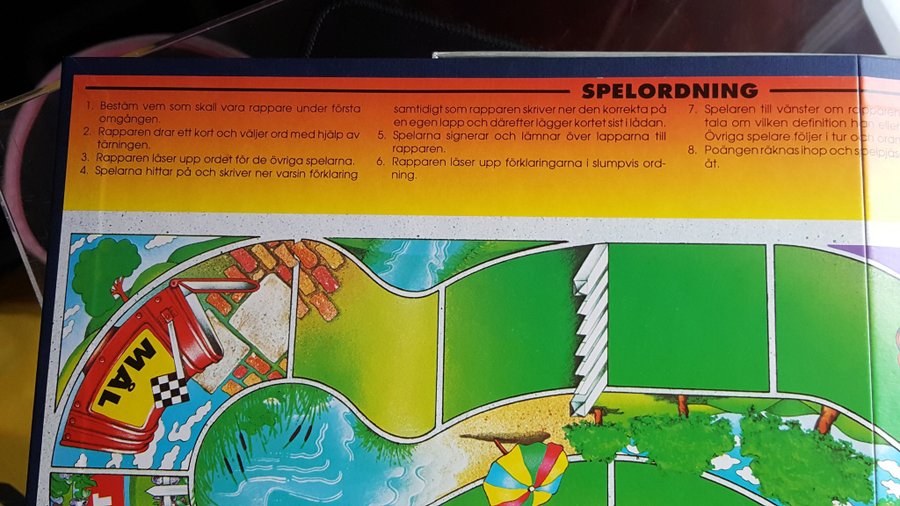 SPELORDNING
1. Bestäm vem som skall vara rappare under första
omgången.
2. Rapparen drar ett kort och väljer ord med hjälp av
tärningen.
3. Rapparen läser upp ordet för de övriga spelarna.
4. Spelarna hittar på och skriver ner varsin förklaring
samtidigt som rapparen skriver ner den korrekta på
en egen lapp och därefter lägger kortet sist i lådan.
5. Spelarna signerar och lämnar över lapparna till
rapparen.
6. Rapparen läser upp förklaringarna i slumpvis ord-
ning.
7. Spelaren till vänster om rapparen
tala om vilken definition han eller
Övriga spelare följer i tur och
8. Poängen räknas ihop och spelpjäs
åt.
MÅL